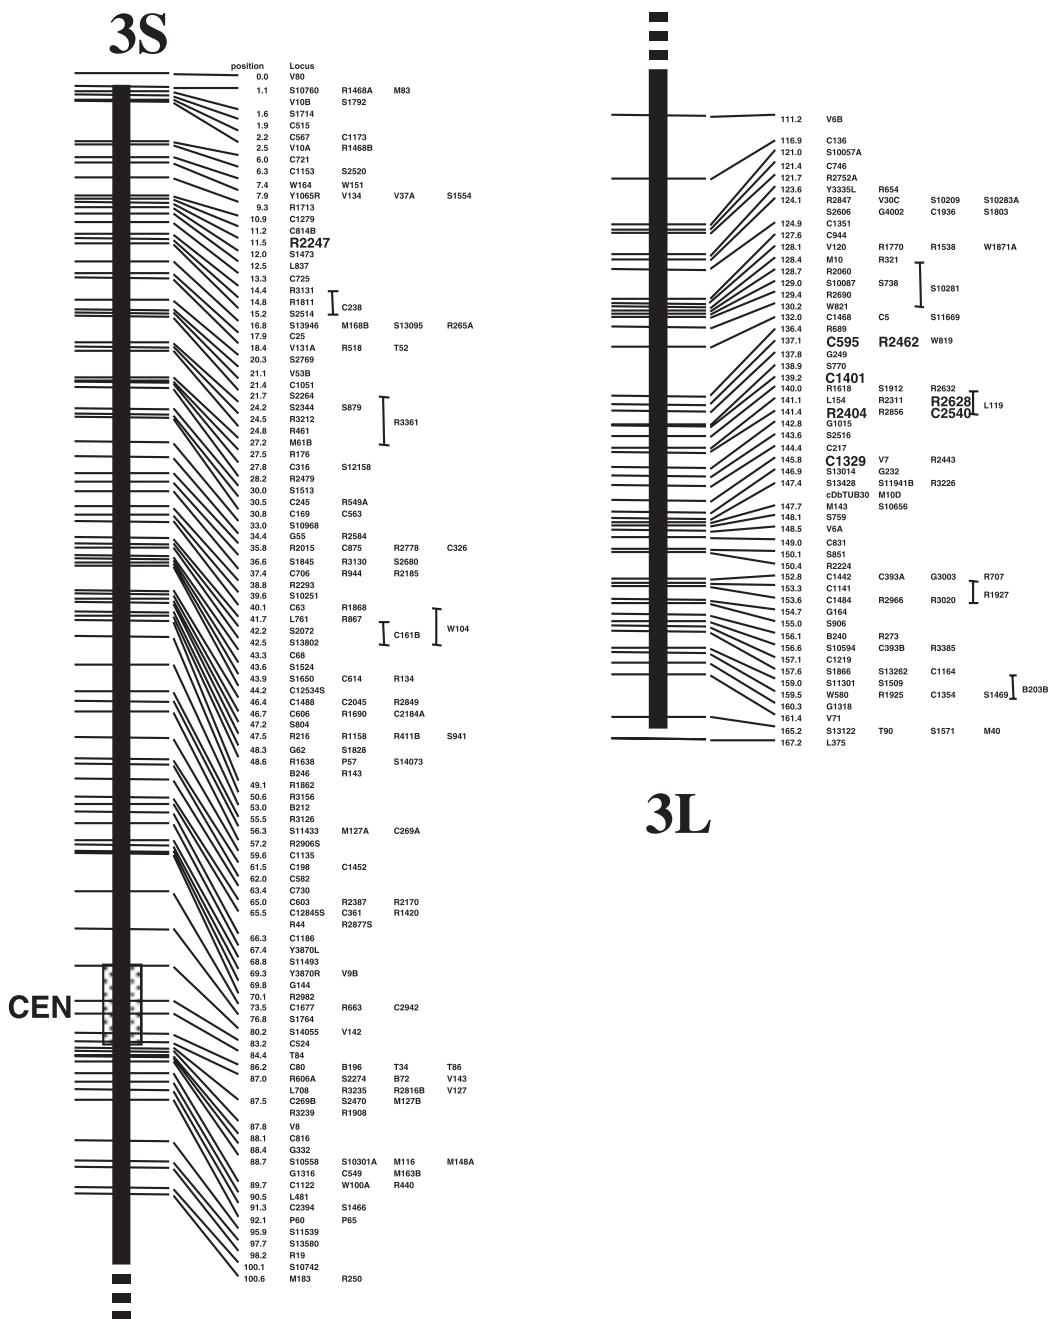 3S
position Locus
0.0 V80
1.1 S10760 R1468A M83
V10B S1792
1.6 S1714
1.9 C515
2.2 C567 C1173
2.5 V10A R1468B
6.0 C721
6.3 C1153 S2520
7.4 W164 W151
7.9 Y1065R V134 V37A S1554
9.3 R1713
10.9 C1279
11.2 C814B
11.5 R2247
12.0 S1473
12.5 L837
13.3 C725
14.4 R3131
14.8 R1811 C238
15.2 S2514
16.8 S13946 M168B S13095 R265A
17.9 C25
18.4 V131A R518 T52
20.3 S2769
21.1 V53B
21.4 C1051
21.7 S2264
24.2 S2344 S879
24.5 R3212 R3361
24.8 R461
27.2 M61B
27.5 R176
27.8 C316 S12158
28.2 R2479
30.0 S1513
30.5 C245 R549A
30.8 C169 C563
33.0 S10968
34.4 G55 R2584
35.8 R2015 C875 R2778 C326
36.6 S1845 R3130 S2680
37.4 C706 R944 R2185
38.8 R2293
39.6 S10251
40.1 C63 R1868
41.7 L761 R867
42.2 S2072 C161B W104
42.5 S13802
43.3 C68
43.6 S1524
43.9 S1650 C614 R134
44.2 C12534S
46.4 C1488 C2045 R2849
46.7 C606 R1690 C2184A
47.2 S804
47.5 R216 R1158 R411B S941
48.3 G62 S1828
48.6 R1638 P57 S14073
B246 R143
49.1 R1862
50.6 R3156
53.0 B212
55.5 R3126
56.3 S11433 M127A C269A
57.2 R2906S
59.6 C1135
61.5 C198 C1452
62.0 C582
63.4 C730
65.0 C603 R2387 R2170
65.5 C12845S C361 R1420
R44 R2877S
66.3 C1186
67.4 Y3870L
68.8 S11493
69.3 Y3870R V9B
69.8 G144
70.1 R2982
73.5 C1677 R663 C2942
76.8 S1764
80.2 S14055 V142
83.2 C524
84.4 T84
86.2 C80 B196 T34 T86
87.0 R606A S2274 B72 V143
L708 R3235 R2816B V127
87.5 C269B S2470 M127B
R3239 R1908
87.8 V8
88.1 C816
88.4 G332
88.7 S10558 S10301A M116 M148A
G1316 C549 M163B
89.7 C1122 W100A R440
90.5 L481
91.3 C2394 S1466
92.1 P60 P65
95.9 S11539
97.7 S13580
98.2 R19
100.1 S10742
100.6 M183 R250
CEN
111.2 V6B
116.9 C136
121.0 S10057A
121.4 C746
121.7 R2752A
123.6 Y3335L R654
124.1 R2847 V30C S10209 S10283A
S2606 G4002 C1936 S1803
124.9 C1351
127.6 C944
128.1 V120 R1770 R1538 W1871A
128.4 M10 R321
128.7 R2060
129.0 S10087 S738 S10281
129.4 R2690
130.2 W821
132.0 C1468 C5 S11669
136.4 R689
137.1 C595 R2462 W819
137.8 G249
138.9 S770
139.2 C1401
140.0 R1618 S1912 R2632
141.1 L154 R2311 R2628 L119
141.4 R2404 R2856 C2540
142.8 G1015
143.6 S2516
144.4 C217
145.8 C1329 V7 R2443
146.9 S13014 G232
147.4 S13428 S11941B R3226
cDbTUB30 M10D
147.7 M143 S10656
148.1 S759
148.5 V6A
149.0 C831
150.1 S851
150.4 R2224
152.8 C1442 C393A G3003 R707
153.3 C1141 R1927
153.6 C1484 R2966 R3020
154.7 G164
155.0 S906
156.1 B240 R273
156.6 S10594 C393B R3385
157.1 C1219
157.6 S1866 S13262 C1164
159.0 S11301 S1509 B203B
159.5 W580 R1925 C1354 S1469
160.3 G1318
161.4 V71
165.2 S13122 T90 S1571 M40
167.2 L375
3L